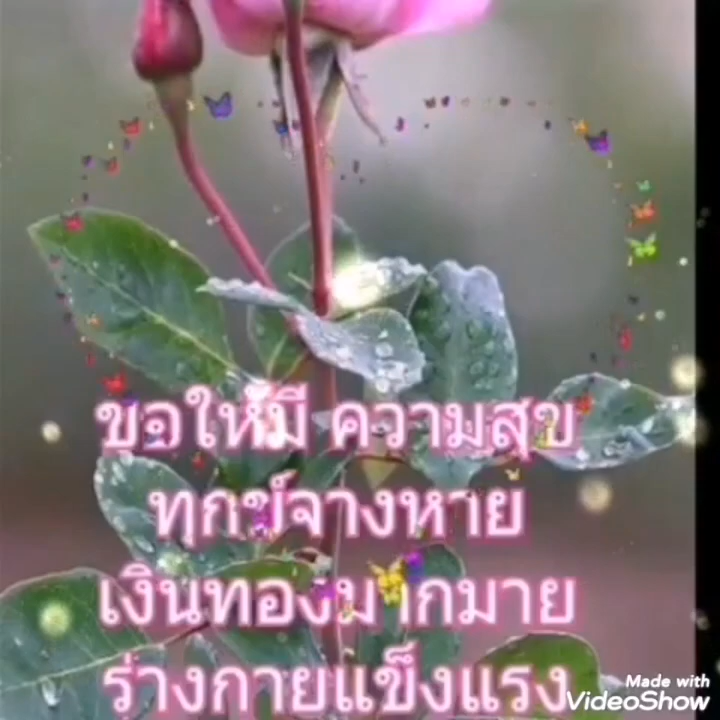 ขอให้มี ความสุข
ทุกข์จางหาย
เงินทองมากมาย
ร่างกายแข็งแรง
Made with
VideoShow